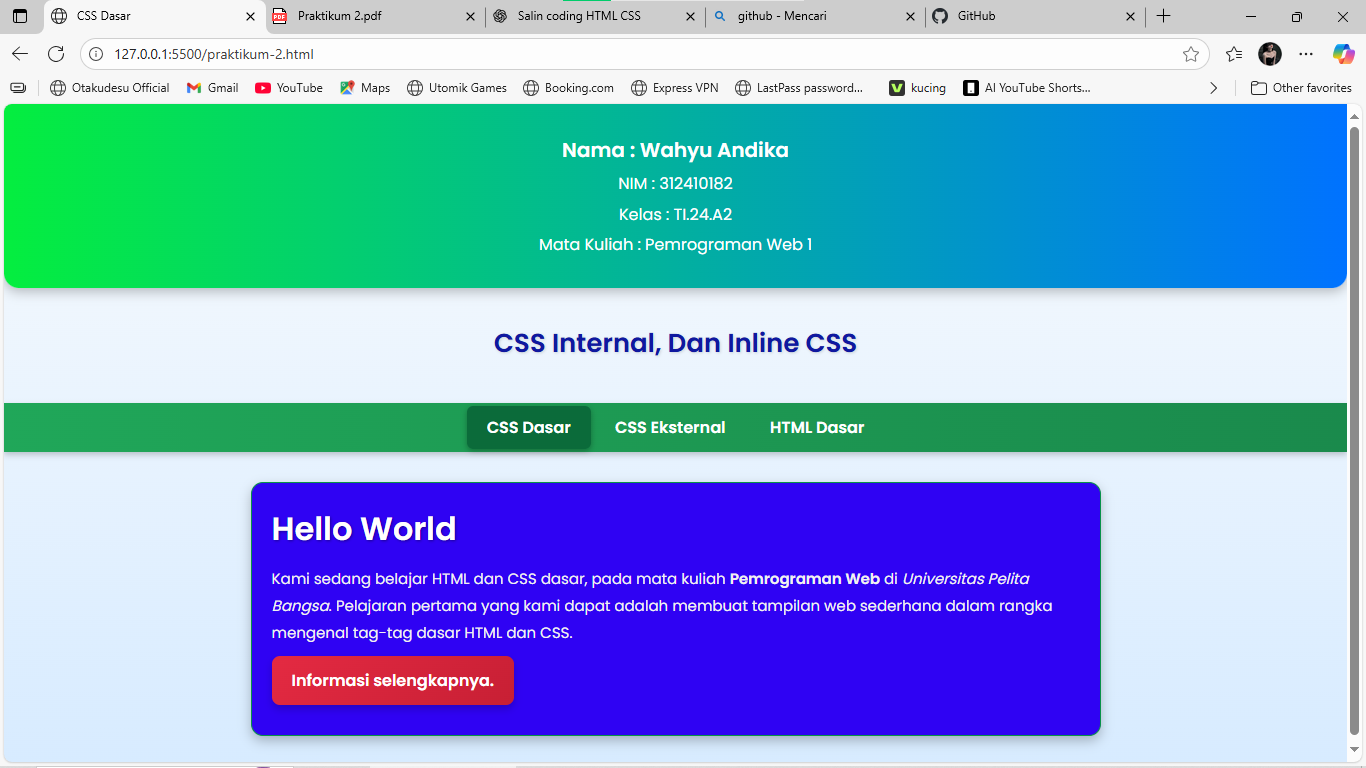 CSS Dasar
Praktikum 2.pdf
Salin coding HTML CSS
github - Mencari
GitHub
127.0.0.1:5500/praktikum-2.html
Otakudesu Official
Gmail
YouTube
Maps
Utomik Games
Booking.com
Express VPN
LastPass password...
kucing
AI YouTube Shorts...
Other favorites
Nama : Wahyu Andika
NIM : 312410182
Kelas : TI.24.A2
Mata Kuliah : Pemrograman Web 1
CSS Internal, Dan Inline CSS
CSS Dasar
CSS Eksternal
HTML Dasar
Hello World
Kami sedang belajar HTML dan CSS dasar, pada mata kuliah Pemrograman Web di Universitas Pelita
Bangsa. Pelajaran pertama yang kami dapat adalah membuat tampilan web sederhana dalam rangka
mengenal tag-tag dasar HTML dan CSS.
Informasi selengkapnya.